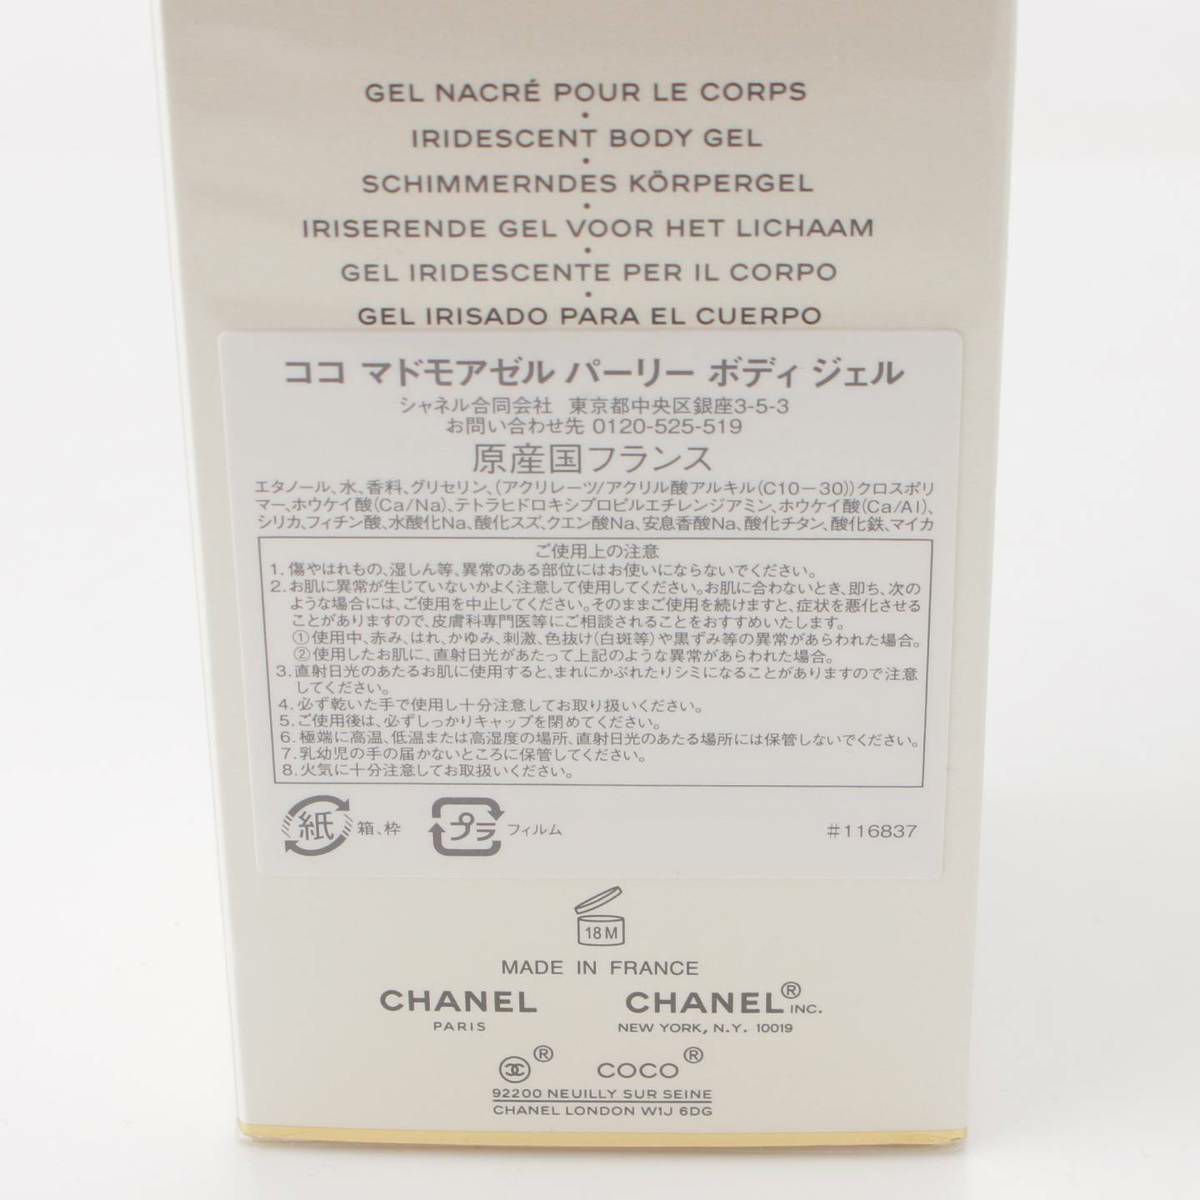 GEL NACRÉ POUR LE CORPS
•
IRIDESCENT BODY GEL
•
SCHIMMERNDES KÖRPERGEL
•
IRISERENDE GEL VOOR HET LICHAAM
•
GEL IRIDESCENTE PER IL CORPO
•
GEL IRISADO PARA EL CUERPO
ココ マドモアゼル パーリー ボディ ジェル
シャネル合同会社 東京都中央区銀座3-5-3
お問い合わせ先 0120-525-519
原産国フランス
エタノール、水、香料、グリセリン、(アクリレーツ/アクリル酸アルキル(C10-30))クロスポリ
マー、ホウケイ酸(Ca/Na)、テトラヒドロキシプロピルエチレンジアミン、ホウケイ酸(Ca/Al)、
シリカ、フィチン酸、水酸化Na、酸化スズ、クエン酸Na、安息香酸Na、酸化チタン、酸化鉄、マイカ
ご使用上の注意
1. 傷やはれもの、湿しん等、異常のある部位にはお使いにならないでください。
2. お肌に異常が生じていないかよく注意して使用してください。お肌に合わないとき、即ち、次の
ような場合には、ご使用を中止してください。そのままご使用を続けますと、症状を悪化させる
ことがありますので、皮膚科専門医等にご相談されることをおすすめいたします。
①使用中、赤み、はれ、かゆみ、刺激、色抜け(白斑等)や黒ずみ等の異常があらわれた場合。
②使用したお肌に、直射日光があたって上記のような異常があらわれた場合。
3. 直射日光のあたるお肌に使用すると、まれにかぶれたりシミになることがありますので注意
してください。
4. 必ず乾いた手で使用し十分注意してお取り扱いください。
5. ご使用後は、必ずしっかりキャップを閉めてください。
6. 極端に高温、低温または高湿度の場所、直射日光のあたる場所には保管しないでください。
7. 乳幼児の手の届かないところに保管してください。
8. 火気に十分注意してお取扱いください。
紙 箱、枠 プラ フィルム #116837
18 M
MADE IN FRANCE
CHANEL CHANEL® INC.
PARIS NEW YORK, N.Y. 10019
® COCO®
92200 NEUILLY SUR SEINE
CHANEL LONDON W1J 6DG